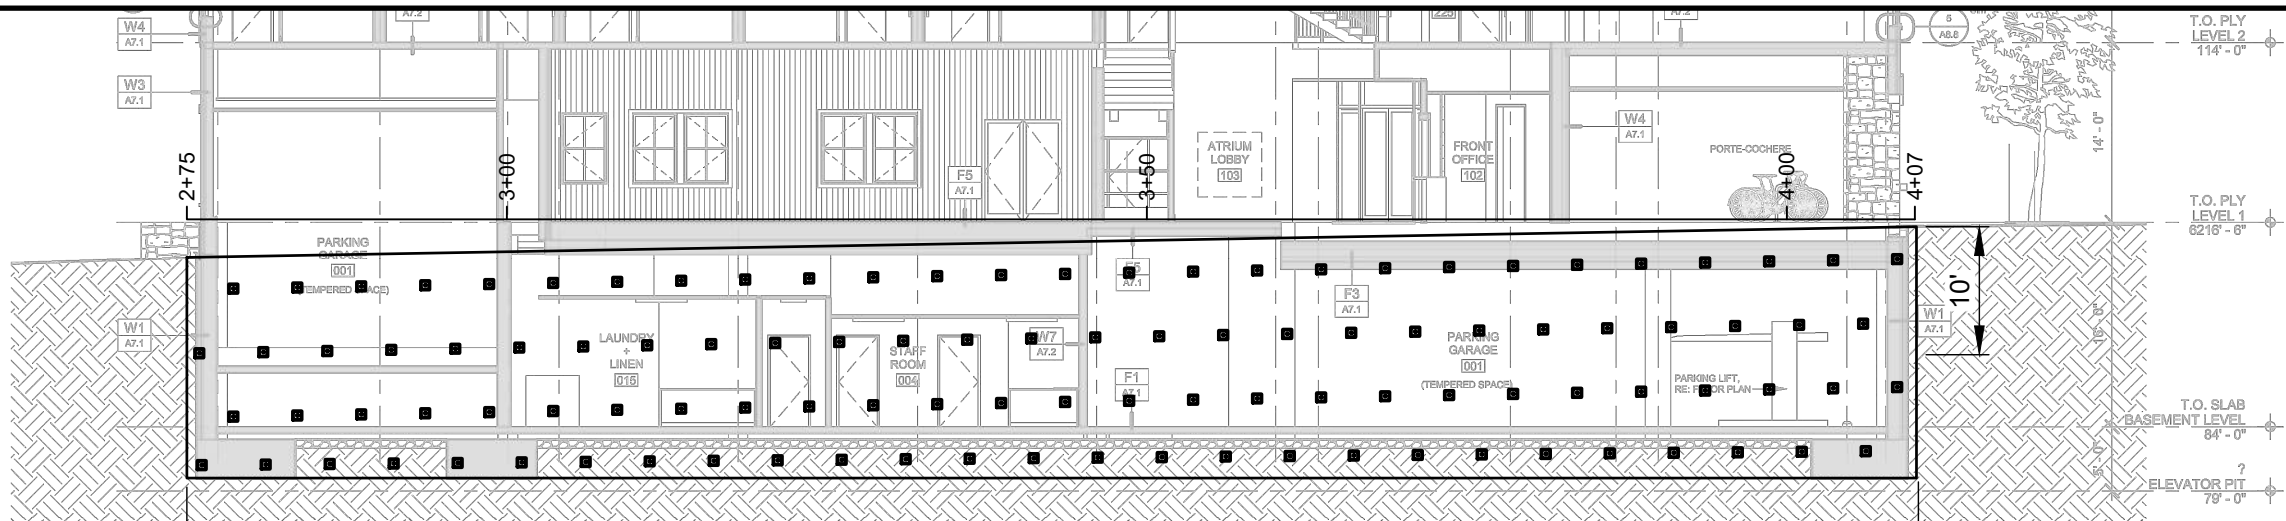 W4
A7.1
A7.2
225
A7.2
6
A8.8
T.O. PLY
LEVEL 2
114' - 0"
W3
A7.1
W4
A7.1
14' - 0"
2+75
3+00
3+50
4+00
4+07
F5
A7.1
ATRIUM
LOBBY
103
FRONT
OFFICE
102
PORTE-COCHERE
T.O. PLY
LEVEL 1
6216' - 6"
PARKING
GARAGE
001
(TEMPERED SPACE)
F5
A7.1
F3
A7.1
10'
W1
A7.1
LAUNDRY
+
LINEN
015
STAFF
ROOM
004
W7
A7.2
PARKING
GARAGE
001
(TEMPERED SPACE)
W1
A7.1
F1
A7.1
PARKING LIFT,
RE: FLOOR PLAN
T.O. SLAB
BASEMENT LEVEL
84' - 0"
5' - 0"
?
ELEVATOR PIT
79' - 0"